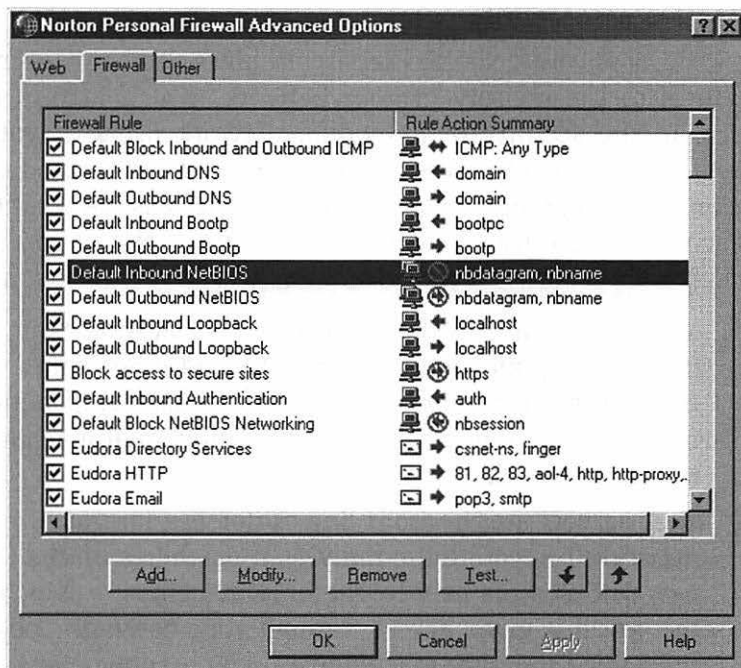 Norton Personal Firewall Advanced Options
Web Firewall Other
Firewall Rule Rule Action Summary
Default Block Inbound and Outbound ICMP ICMP: Any Type
Default Inbound DNS domain
Default Outbound DNS domain
Default Inbound Bootp bootpc
Default Outbound Bootp bootp
Default Inbound NetBIOS nbdatagram, nbname
Default Outbound NetBIOS nbdatagram, nbname
Default Inbound Loopback localhost
Default Outbound Loopback localhost
Block access to secure sites https
Default Inbound Authentication auth
Default Block NetBIOS Networking nbsession
Eudora Directory Services csnet-ns, finger
Eudora HTTP 81, 82, 83, aol-4, http, http-proxy,..
Eudora Email pop3, smtp
Add... Modify... Remove Test...
OK Cancel Apply Help